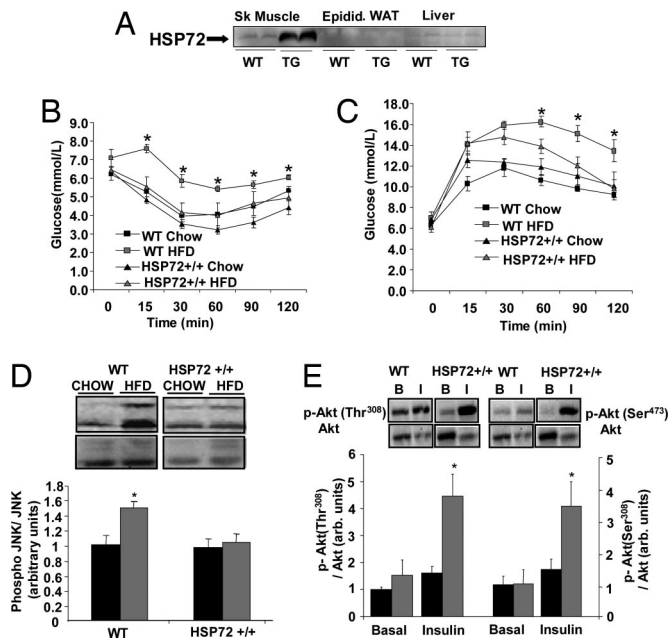 A
Sk Muscle Epidid. WAT Liver
HSP72
WT TG WT TG WT TG
B
Glucose(mmol/L)
9.0
8.0
7.0
6.0
5.0
4.0
3.0
2.0
1.0
0.0
* * * * *
WT Chow
WT HFD
HSP72+/+ Chow
HSP72+/+ HFD
0 15 30 60 90 120
Time (min)
C
Glucose (mmol/L)
16.0
14.0
12.0
10.0
8.0
6.0
4.0
2.0
0.0
* * *
WT Chow
WT HFD
HSP72+/+ Chow
HSP72+/+ HFD
0 15 30 60 90 120
Time (min)
D
WT HSP72 +/+
CHOW HFD CHOW HFD
Phospho JNK/ JNK
(arbitrary units)
1.8
1.6
1.4
1.2
1
0.8
0.6
0.4
0.2
0
*
WT HSP72 +/+
E
WT HSP72+/+ WT HSP72+/+
B I B I B I B I
p-Akt (Thr308)
Akt
p-Akt (Ser473)
Akt
p- Akt(Thr308)
/ Akt (arb. units)
6
5
4
3
2
1
0
* *
5
4
3
2
1
1
0
p- Akt(Ser308)
/ Akt (arb. units)
Basal Insulin Basal Insulin